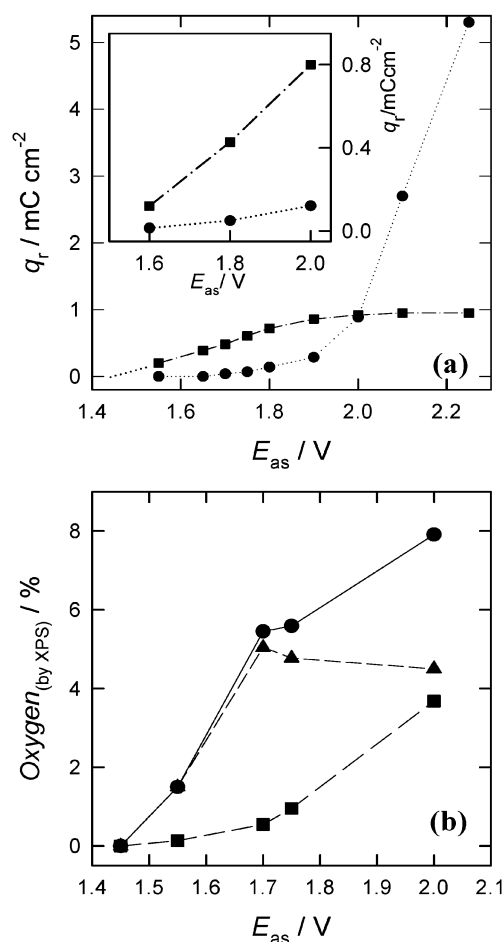 5
4
3
2
1
0
q_r / mC cm⁻²
0.8
0.4
0.0
q_r/mCcm⁻²
1.6 1.8 2.0
E_as/ V
(a)
1.4 1.6 1.8 2.0 2.2
E_as / V
8
6
4
2
0
Oxygen_(by XPS) / %
(b)
1.4 1.5 1.6 1.7 1.8 1.9 2.0 2.1
E_as / V